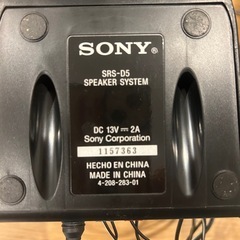 SONY
SRS-D5
SPEAKER SYSTEM
DC 13V ⎓ 2A
Sony Corporation
1157363
HECHO EN CHINA
MADE IN CHINA
4-208-283-01